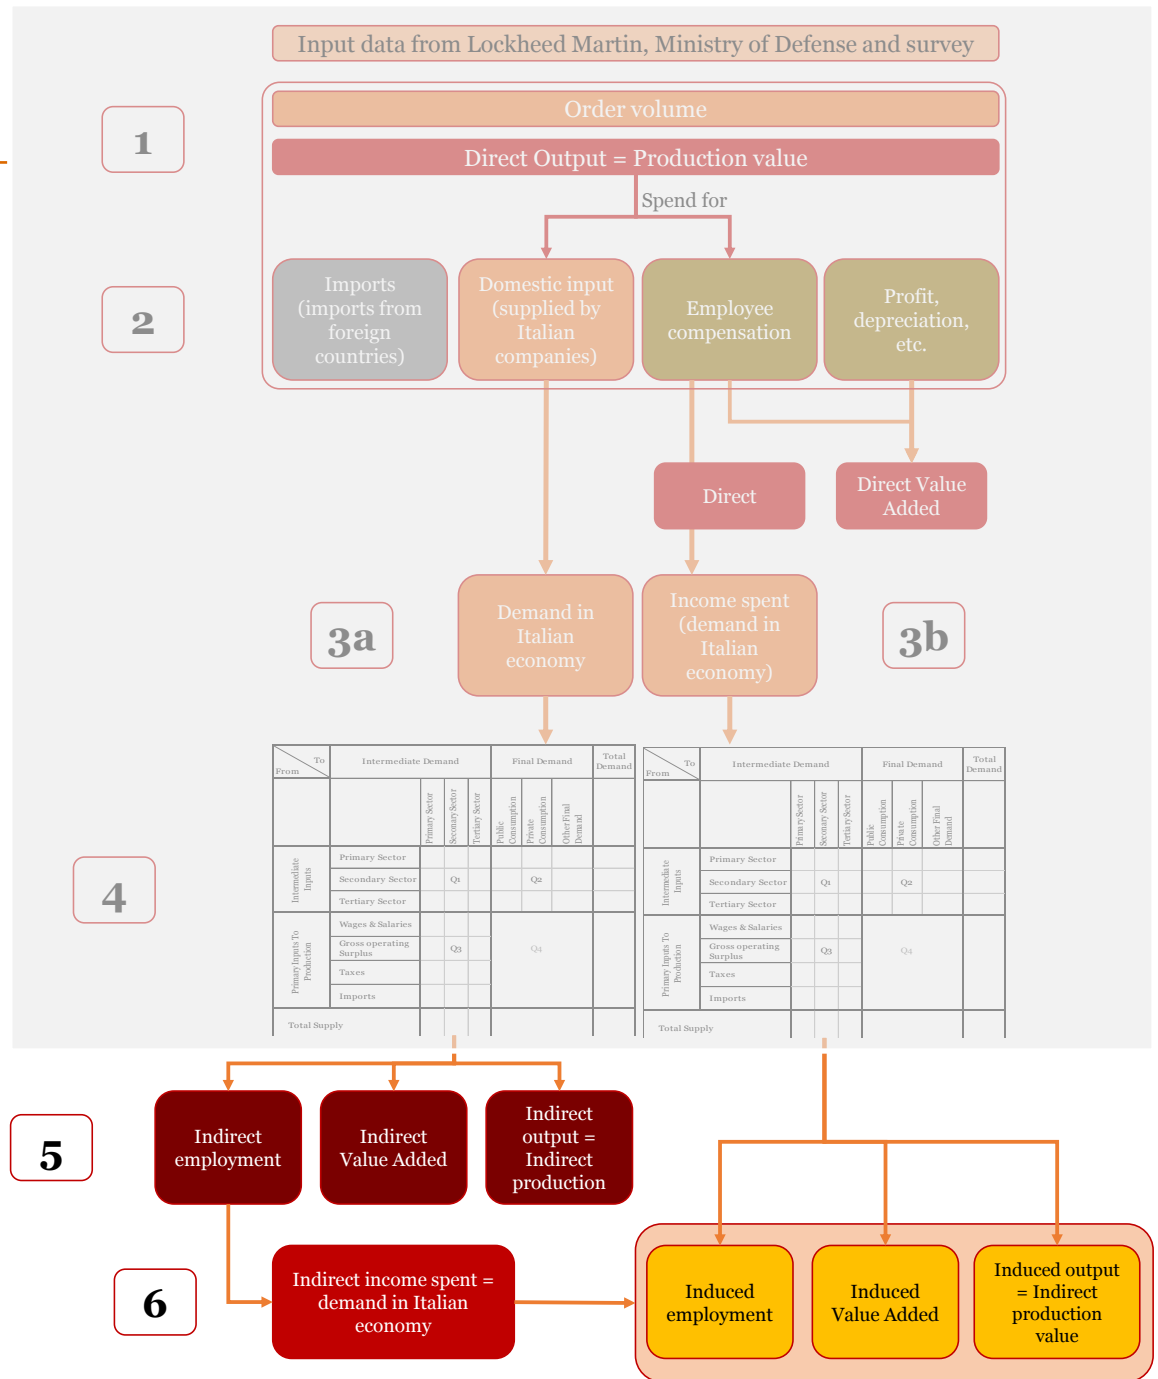 Input data from Lockheed Martin, Ministry of Defense and survey
1
Order volume
Direct Output = Production value
Spend for
2
Imports
(imports from
foreign
countries)
Domestic input
(supplied by
Italian
companies)
Employee
compensation
Profit,
depreciation,
etc.
Direct
Direct Value
Added
3a
Demand in
Italian
economy
Income spent
(demand in
Italian
economy)
3b
4
To
From
Intermediate Demand
Final Demand
Total
Demand
Primary Sector
Seconary Sector
Tertiary Sector
Public
Consumption
Private
Consumption
Other Final
Demand
Intermediate
Inputs
Primary Sector
Secondary Sector
Q1
Q2
Tertiary Sector
Primary Inputs To
Production
Wages & Salaries
Gross operating
Surplus
Q3
Q4
Taxes
Imports
Total Supply
To
From
Intermediate Demand
Final Demand
Total
Demand
Primary Sector
Seconary Sector
Tertiary Sector
Public
Consumption
Private
Consumption
Other Final
Demand
Intermediate
Inputs
Primary Sector
Secondary Sector
Q1
Q2
Tertiary Sector
Primary Inputs To
Production
Wages & Salaries
Gross operating
Surplus
Q3
Q4
Taxes
Imports
Total Supply
5
Indirect
employment
Indirect
Value Added
Indirect
output =
Indirect
production
6
Indirect income spent =
demand in Italian
economy
Induced
employment
Induced
Value Added
Induced output
= Indirect
production
value